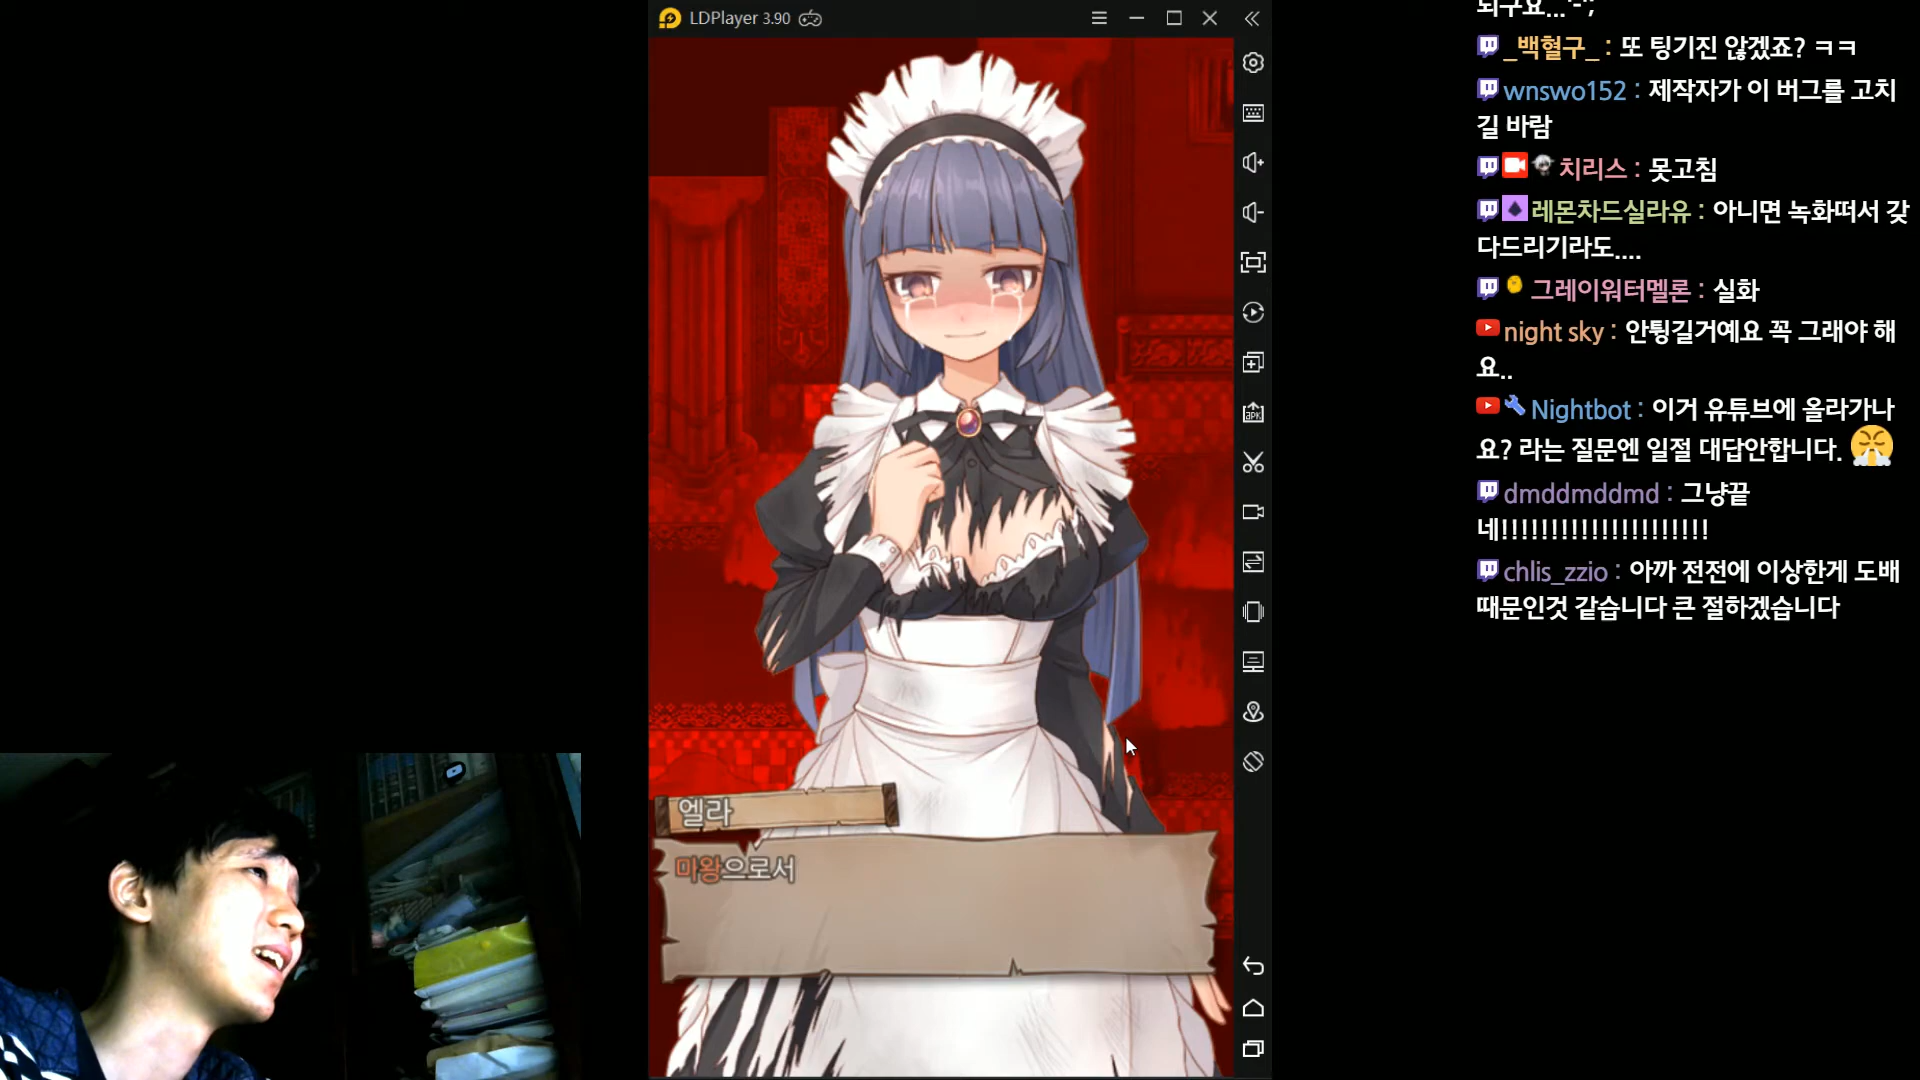 LDPlayer 3.90
엘라
마왕으로서
되구요...'-';
_백혈구_ : 또 팅기진 않겠죠? ㅋㅋ
wnswo152 : 제작자가 이 버그를 고치
길 바람
치리스 : 못고침
레몬차드실라유 : 아니면 녹화떠서 갖
다드리기라도....
그레이워터멜론 : 실화
night sky : 안튕길거예요 꼭 그래야 해
요..
Nightbot : 이거 유튜브에 올라가나
요? 라는 질문엔 일절 대답안합니다.
dmddmddmd : 그냥끝
네!!!!!!!!!!!!!!!!!!!!!
chlis_zzio : 아까 전전에 이상한게 도배
때문인것 같습니다 큰 절하겠습니다